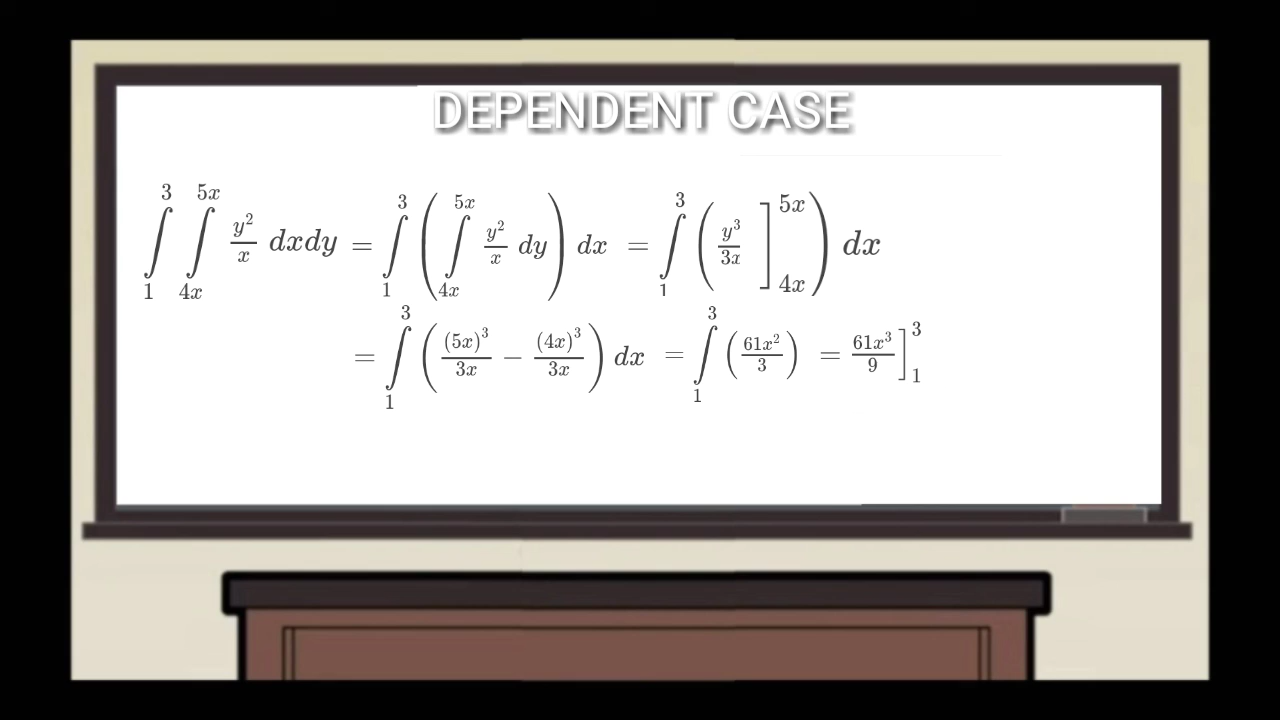 DEPENDENT CASE
∫₁³ ∫₄ₓ⁵ˣ y²/x dxdy = ∫₁³ ( ∫₄ₓ⁵ˣ y²/x dy ) dx = ∫₁³ ( y³/3x ]₄ₓ⁵ˣ ) dx
= ∫₁³ ( (5x)³/3x − (4x)³/3x ) dx = ∫₁³ ( 61x²/3 ) = 61x³/9 ]₁³